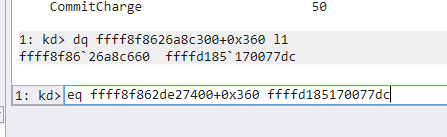 CommitCharge 50
1: kd> dq ffff8f8626a8c300+0x360 l1
ffff8f86`26a8c660 ffffd185`170077dc
1: kd> eq ffff8f862de27400+0x360 ffffd185170077dc